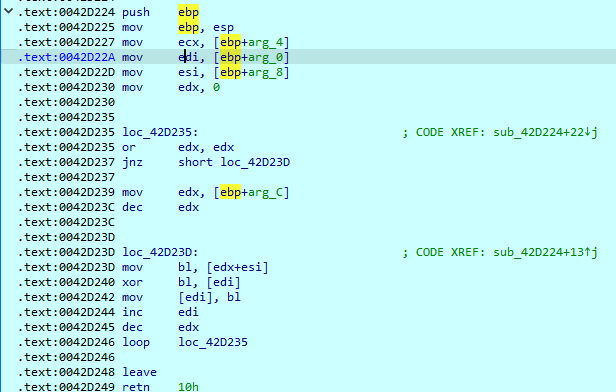 .text:0042D224 push    ebp
.text:0042D225 mov     ebp, esp
.text:0042D227 mov     ecx, [ebp+arg_4]
.text:0042D22A mov     edi, [ebp+arg_0]
.text:0042D22D mov     esi, [ebp+arg_8]
.text:0042D230 mov     edx, 0
.text:0042D230
.text:0042D235
.text:0042D235 loc_42D235:                             ; CODE XREF: sub_42D224+22↓j
.text:0042D235 or      edx, edx
.text:0042D237 jnz     short loc_42D23D
.text:0042D237
.text:0042D239 mov     edx, [ebp+arg_C]
.text:0042D23C dec     edx
.text:0042D23C
.text:0042D23D
.text:0042D23D loc_42D23D:                             ; CODE XREF: sub_42D224+13↑j
.text:0042D23D mov     bl, [edx+esi]
.text:0042D240 xor     bl, [edi]
.text:0042D242 mov     [edi], bl
.text:0042D244 inc     edi
.text:0042D245 dec     edx
.text:0042D246 loop    loc_42D235
.text:0042D246
.text:0042D248 leave
.text:0042D249 retn    10h